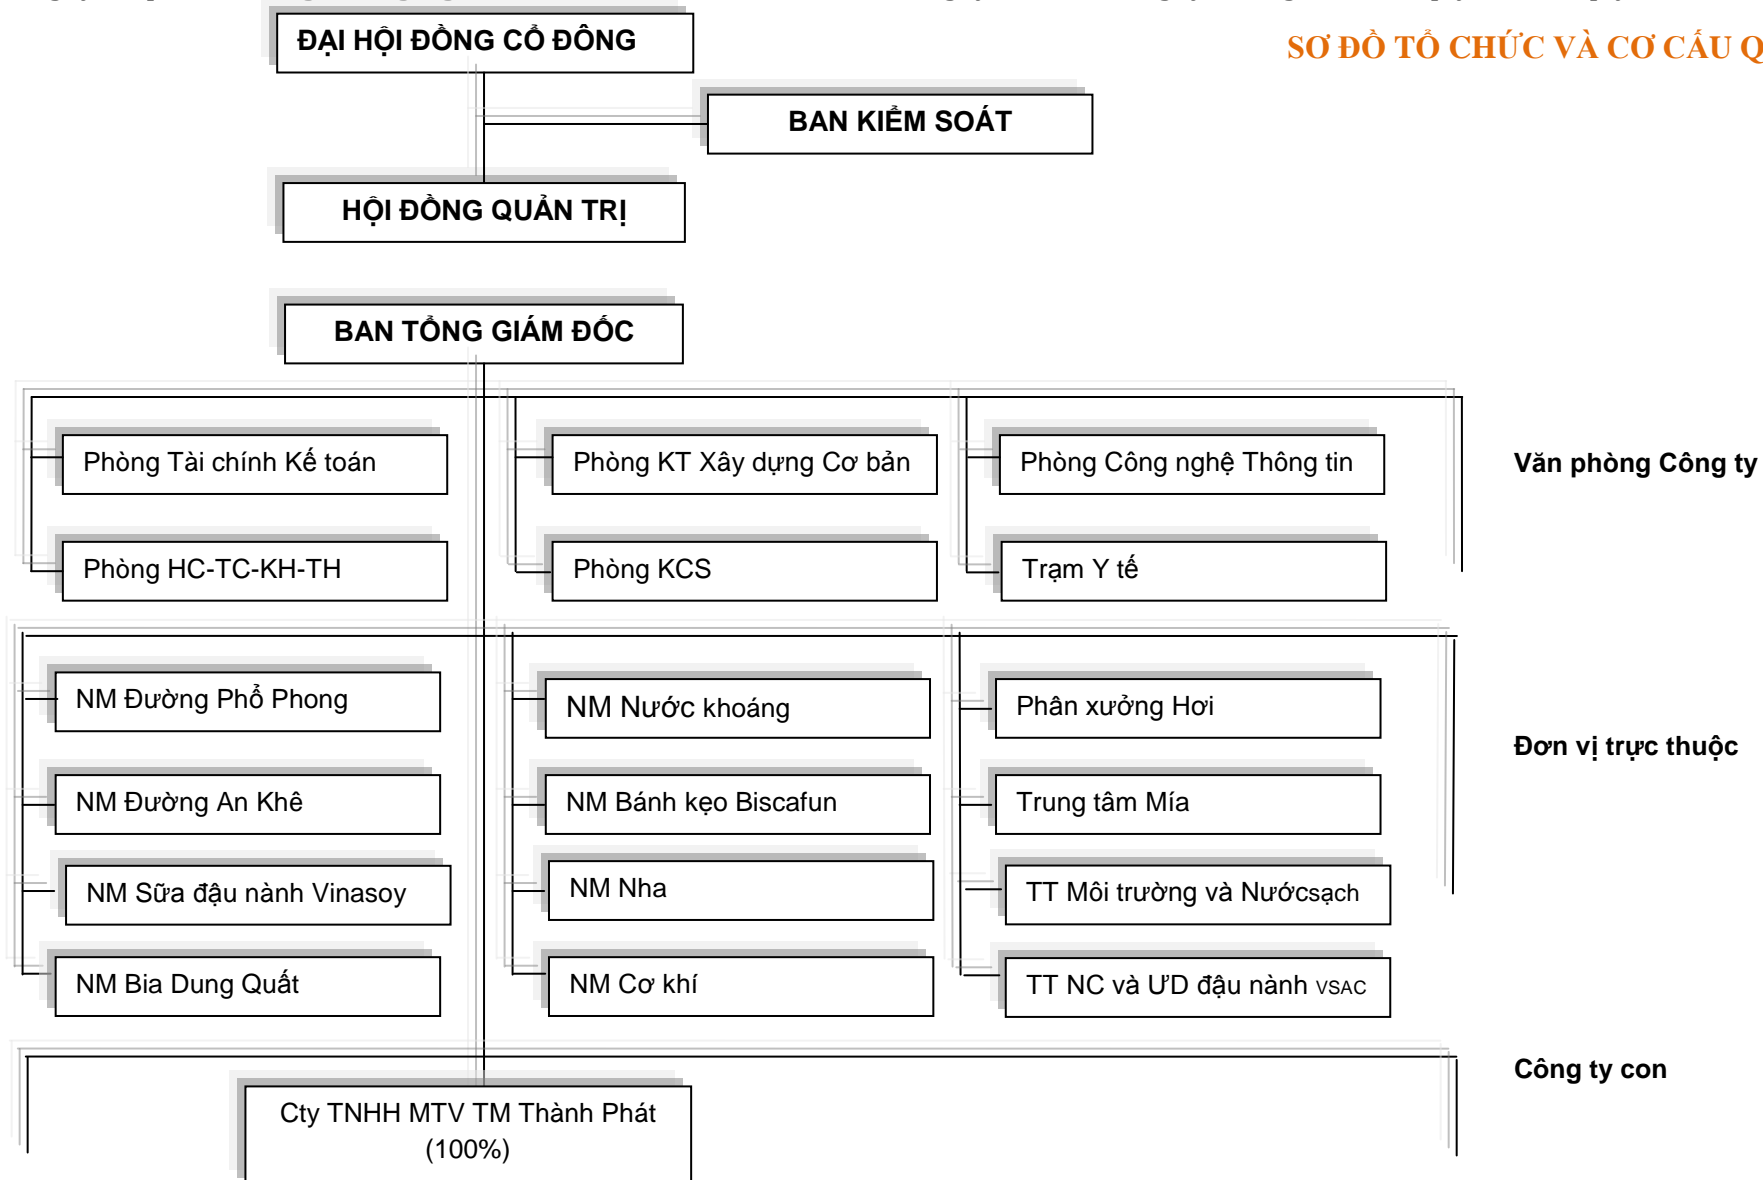 ĐẠI HỘI ĐỒNG CỔ ĐÔNG
SƠ ĐỒ TỔ CHỨC VÀ CƠ CẤU Q
BAN KIỂM SOÁT
HỘI ĐỒNG QUẢN TRỊ
BAN TỔNG GIÁM ĐỐC
Phòng Tài chính Kế toán
Phòng KT Xây dựng Cơ bản
Phòng Công nghệ Thông tin
Văn phòng Công ty
Phòng HC-TC-KH-TH
Phòng KCS
Trạm Y tế
NM Đường Phổ Phong
NM Nước khoáng
Phân xưởng Hơi
Đơn vị trực thuộc
NM Đường An Khê
NM Bánh kẹo Biscafun
Trung tâm Mía
NM Sữa đậu nành Vinasoy
NM Nha
TT Môi trường và Nướcsạch
NM Bia Dung Quất
NM Cơ khí
TT NC và ƯD đậu nành VSAC
Công ty con
Cty TNHH MTV TM Thành Phát
(100%)